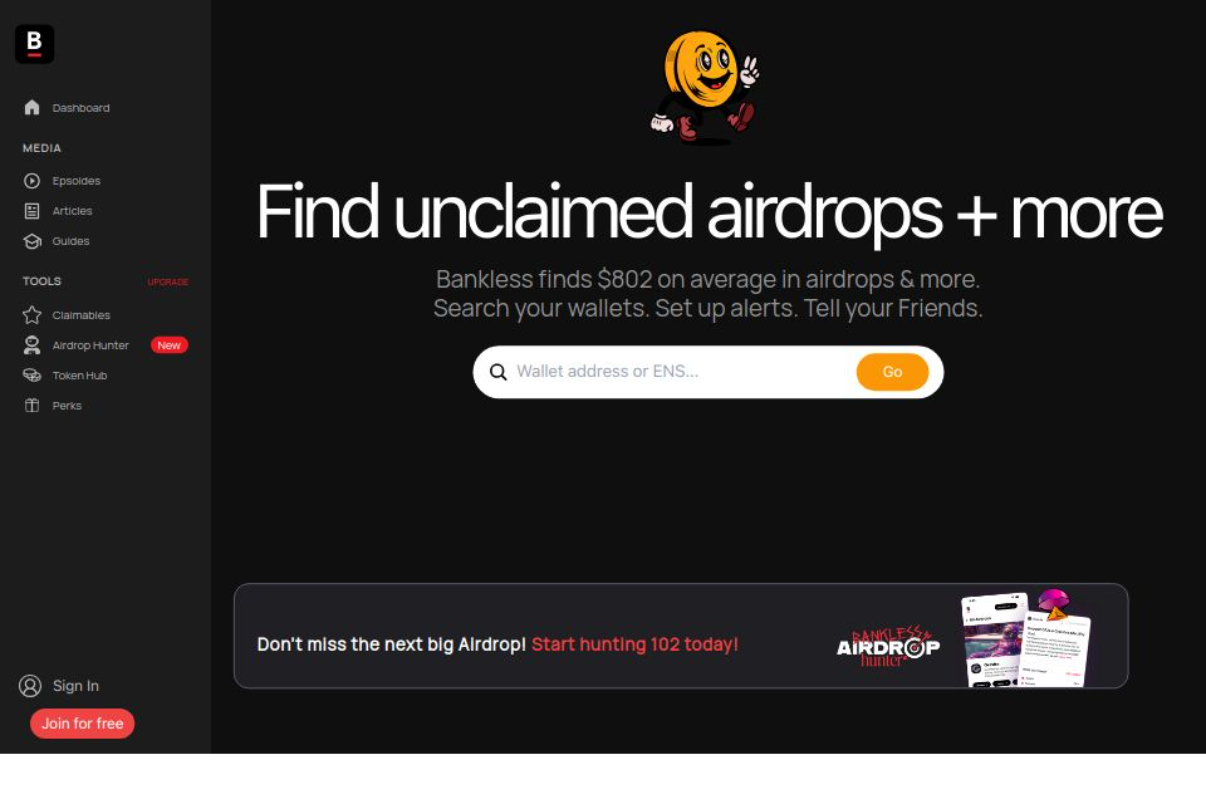 B
Dashboard
MEDIA
Epsoides
Articles
Guides
TOOLS UPGRADE
Claimables
Airdrop Hunter New
Token Hub
Perks
Sign In
Join for free
Find unclaimed airdrops + more
Bankless finds $802 on average in airdrops & more.
Search your wallets. Set up alerts. Tell your Friends.
Wallet address or ENS... Go
Don't miss the next big Airdrop! Start hunting 102 today!
BANKLESS
AIRDROP
hunter